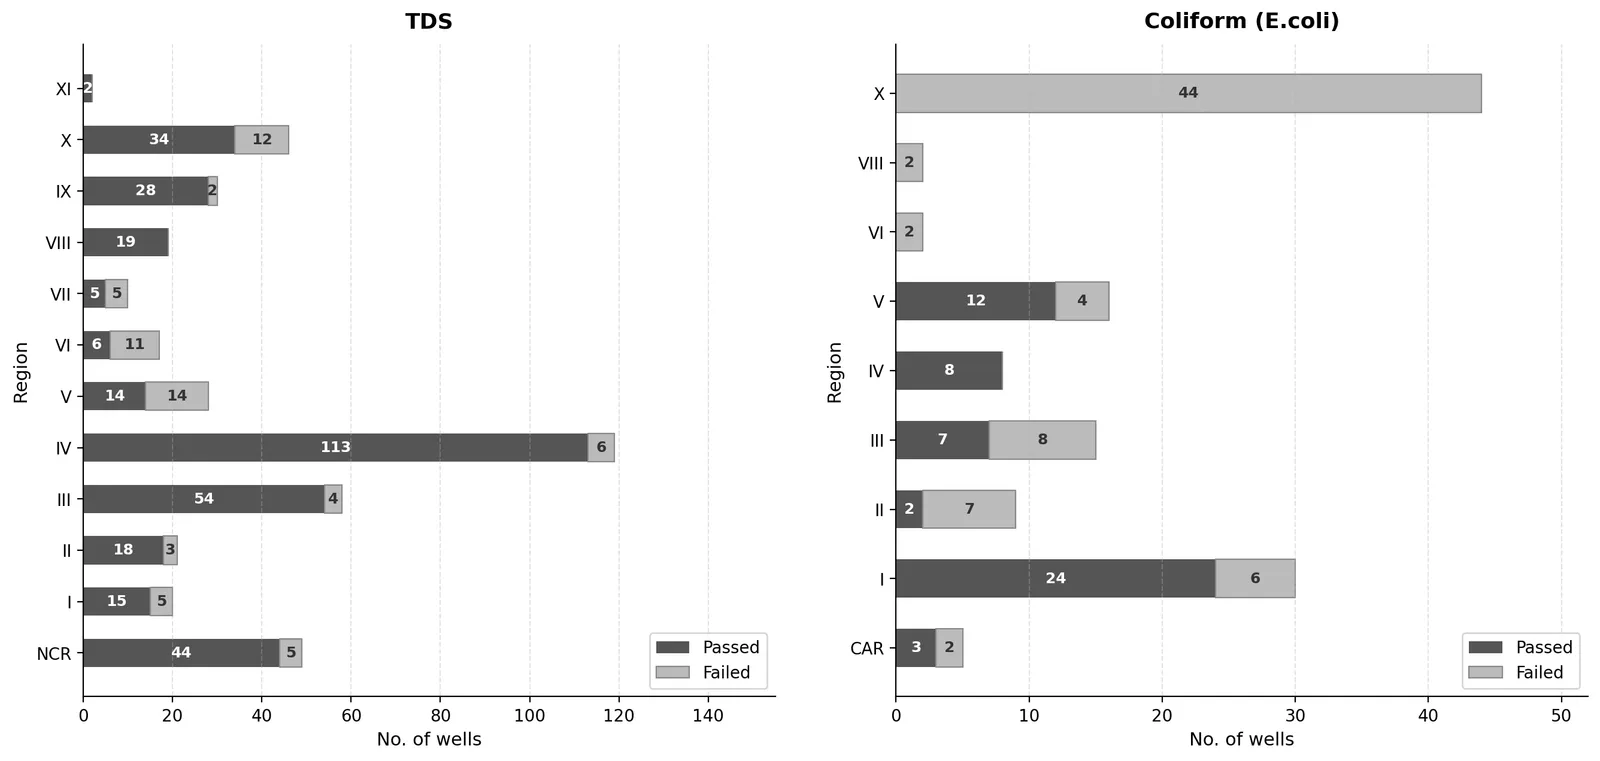 TDS
XI
2
X
34 12
IX
28 2
VIII
19
VII
5 5
VI
6 11
V
14 14
IV
113 6
III
54 4
II
18 3
I
15 5
NCR
44 5
Region
Passed
Failed
0 20 40 60 80 100 120 140
No. of wells
Coliform (E.coli)
X
44
VIII
2
VI
2
V
12 4
IV
8
III
7 8
II
2 7
I
24 6
CAR
3 2
Region
Passed
Failed
0 10 20 30 40 50
No. of wells